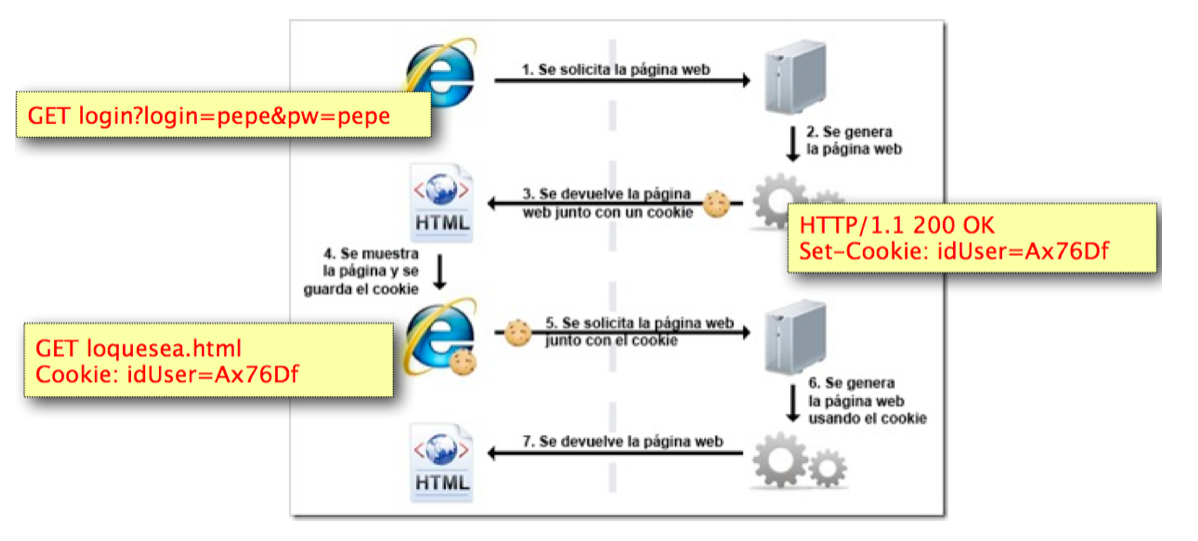 1. Se solicita la página web
GET login?login=pepe&pw=pepe
2. Se genera
la página web
3. Se devuelve la página
web junto con un cookie
HTML
HTTP/1.1 200 OK
Set-Cookie: idUser=Ax76Df
4. Se muestra
la página y se
guarda el cookie
5. Se solicita la página web
junto con el cookie
GET loquesea.html
Cookie: idUser=Ax76Df
6. Se genera
la página web
usando el cookie
7. Se devuelve la página web
HTML